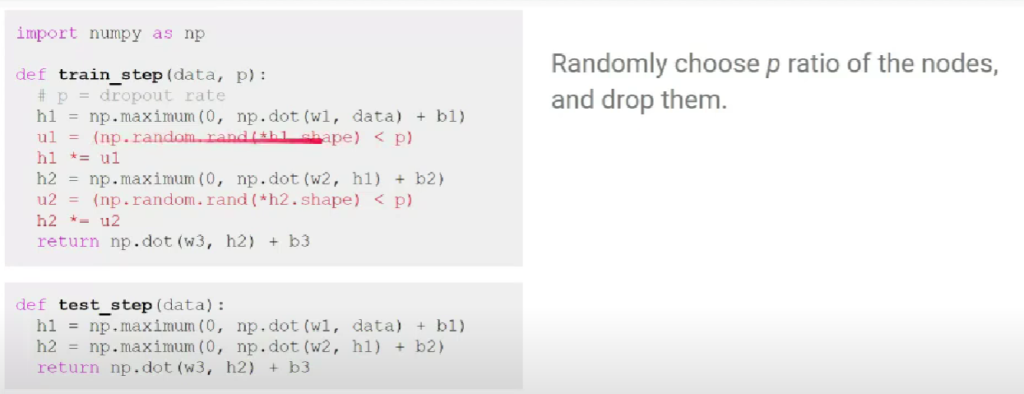 import numpy as np
def train_step(data, p):
# p = dropout rate
h1 = np.maximum(0, np.dot(w1, data) + b1)
u1 = (np.random.rand(*h1.shape) < p)
h1 *= u1
h2 = np.maximum(0, np.dot(w2, h1) + b2)
u2 = (np.random.rand(*h2.shape) < p)
h2 *= u2
return np.dot(w3, h2) + b3
def test_step(data):
h1 = np.maximum(0, np.dot(w1, data) + b1)
h2 = np.maximum(0, np.dot(w2, h1) + b2)
return np.dot(w3, h2) + b3
Randomly choose p ratio of the nodes,
and drop them.